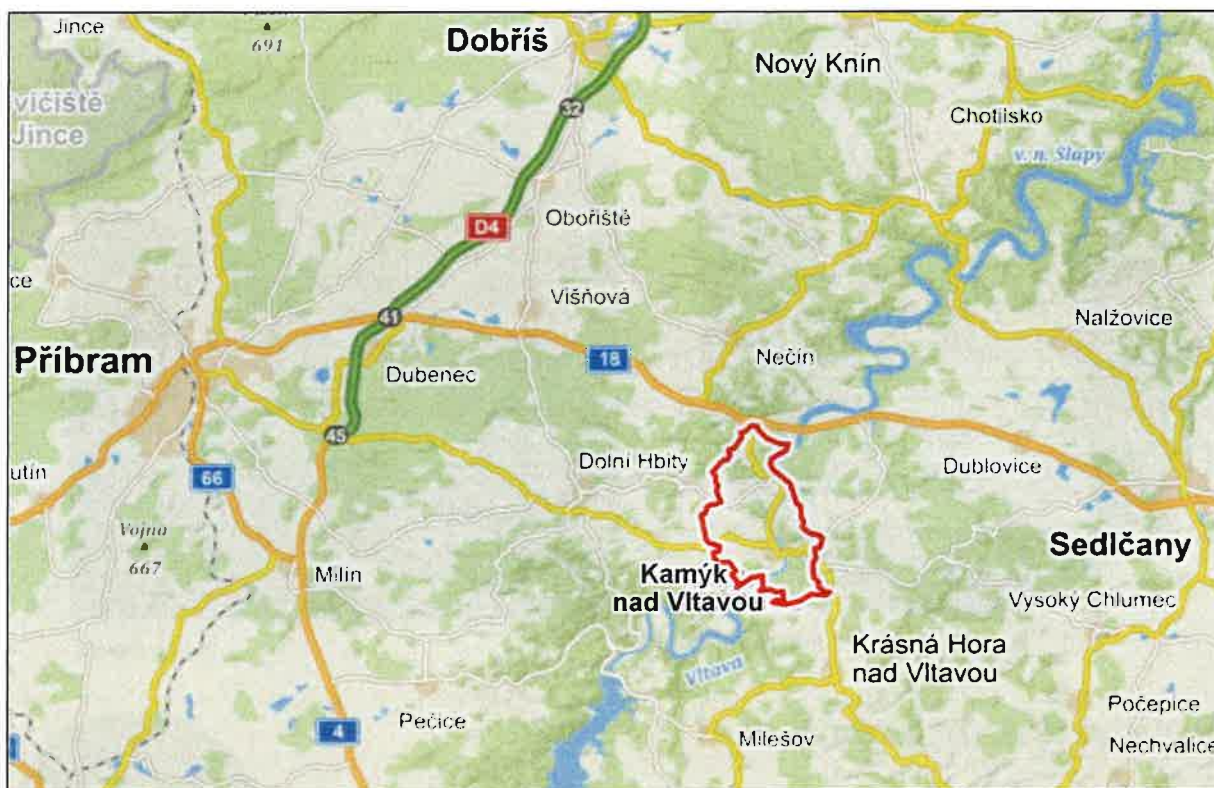 Jince
691
Dobříš
Nový Knín
vičiště
Jince
32
Chotilsko
v. n. Slapy
D4
Obořiště
ce
Višňová
41
Nalžovice
Příbram
18
Nečín
Dubenec
45
utín
66
Dolní Hbity
Dublovice
Vojna
667
Milín
Sedlčany
Kamýk
nad Vltavou
Vysoký Chlumec
Krásná Hora
nad Vltavou
Vltava
Pečice
4
Milešov
Počepice
Nechvalice